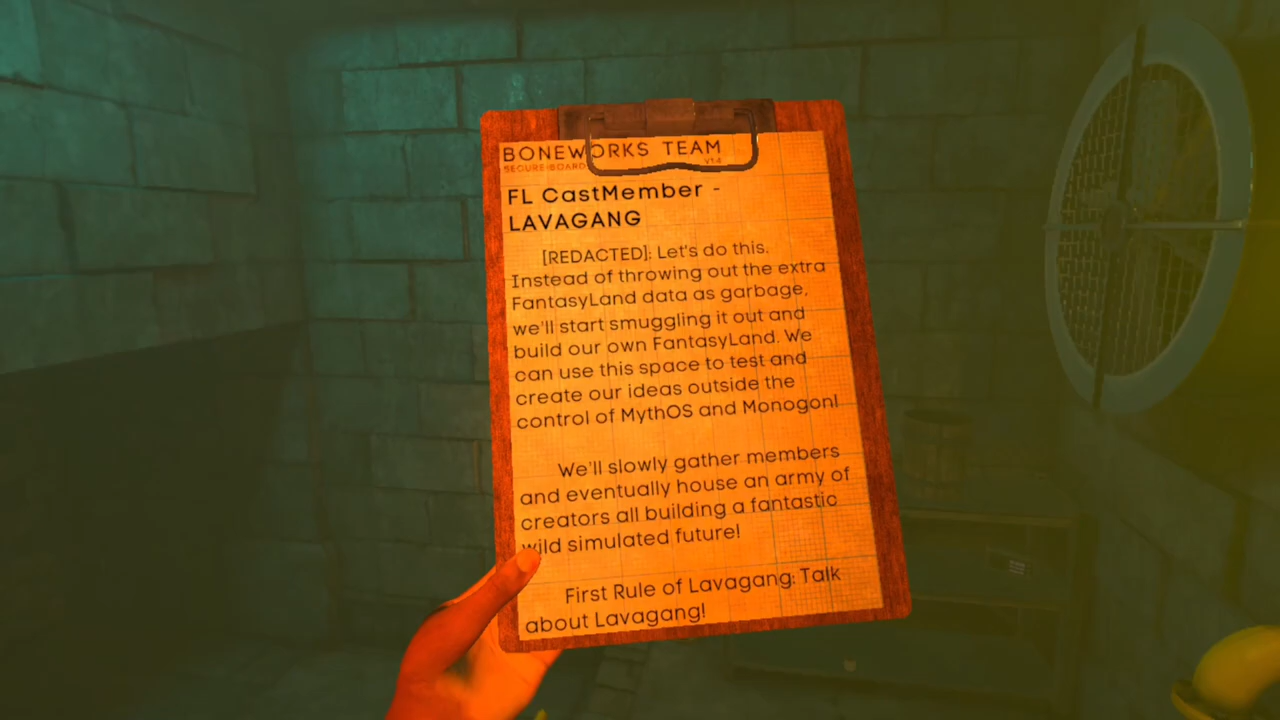 BONEWORKS TEAM
SECURE-BOARD V1.4
FL CastMember -
LAVAGANG
[REDACTED]: Let's do this.
Instead of throwing out the extra
FantasyLand data as garbage,
we'll start smuggling it out and
build our own FantasyLand. We
can use this space to test and
create our ideas outside the
control of MythOS and Monogon!
We'll slowly gather members
and eventually house an army of
creators all building a fantastic
wild simulated future!
First Rule of Lavagang: Talk
about Lavagang!